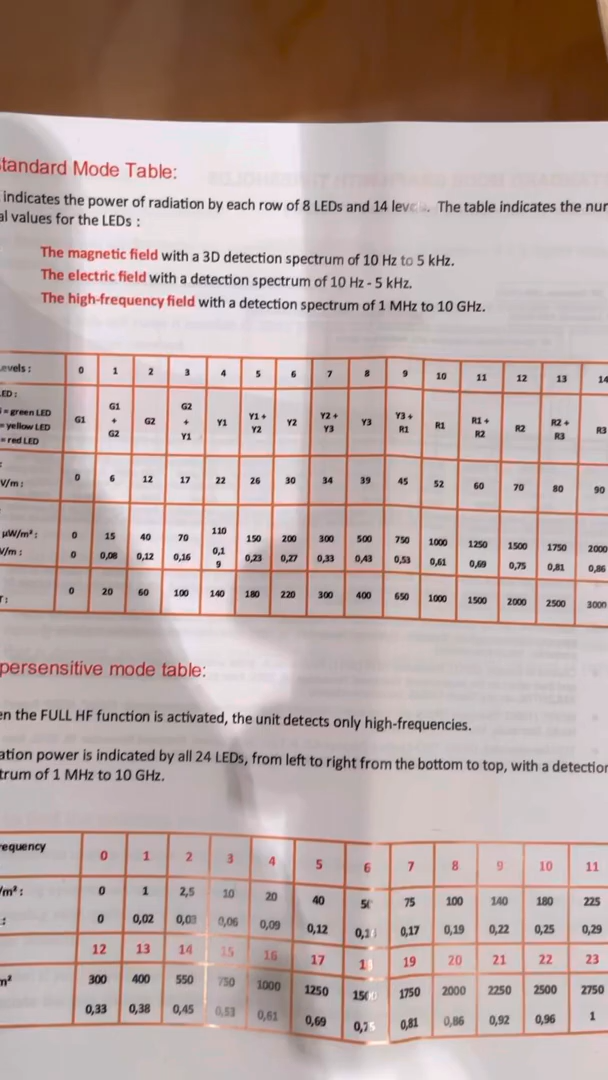 Standard Mode Table:
indicates the power of radiation by each row of 8 LEDs and 14 The table indicates the
al values for the LEDs :
The magnetic field with a 3D detection spectrum of 10 Hz to 5 kHz.
The electric field with a detection spectrum of 10 Hz - 5 kHz.
The high-frequency field with a detection spectrum of 1 MHz to 10 GHz.
evels : 0 1 2 3 4 5 6 7 8 9 10 11 12 13 14
LED : G1 G1 + G2 G2 G2 + Y1 Y1 Y1 + Y2 Y2 Y2 + Y3 Y3 Y3 + R1 R1 R1 + R2 R2 R2 + R3 R3
= green LED
= yellow LED
= red LED
V/m : 0 6 12 17 22 26 30 34 39 45 52 60 70 80 90
µW/m² : 0 15 40 70 110 150 200 300 500 750 1000 1250 1500 1750 2000
V/m : 0 0,08 0,12 0,16 0,19 0,23 0,27 0,33 0,43 0,53 0,61 0,69 0,75 0,81 0,86
T : 0 20 60 100 140 180 220 300 400 650 1000 1500 2000 2500 3000
persensitive mode table:
en the FULL HF function is activated, the unit detects only high-frequencies.
ation power is indicated by all 24 LEDs, from left to right from the bottom to top, with a detection
trum of 1 MHz to 10 GHz.
requency 0 1 2 3 4 5 6 7 8 9 10 11
/m² : 0 1 2,5 10 20 40 75 100 140 180 225
: 0 0,02 0,03 0,06 0,09 0,12 0,17 0,19 0,22 0,25 0,29
12 13 14 15 16 17 19 20 21 22 23
m² 300 400 550 750 1000 1250 1500 1750 2000 2250 2500 2750
0,33 0,38 0,45 0,53 0,61 0,69 0,75 0,81 0,86 0,92 0,96 1